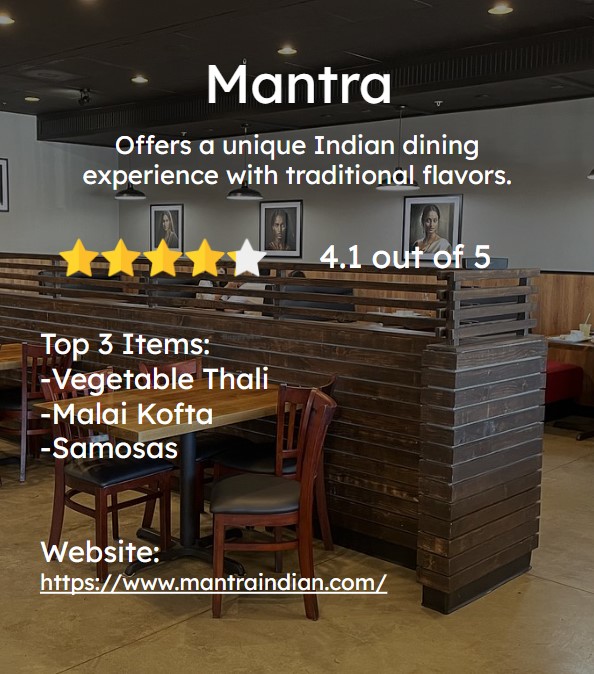 Mantra
Offers a unique Indian dining
experience with traditional flavors.
4.1 out of 5
Top 3 Items:
-Vegetable Thali
-Malai Kofta
-Samosas
Website:
https://www.mantraindian.com/